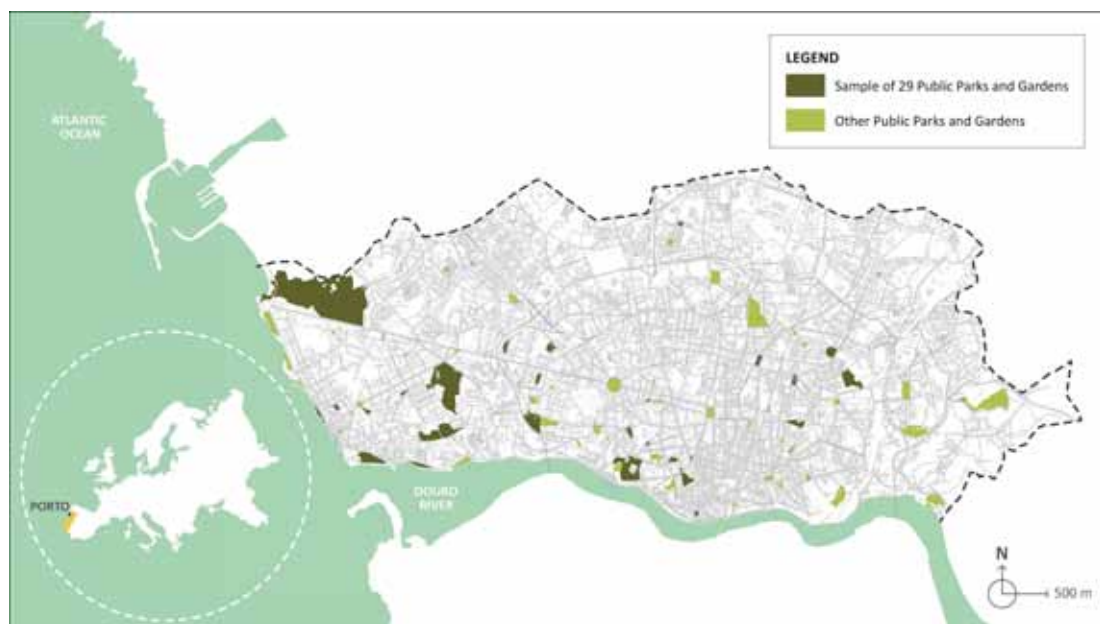 LEGEND
Sample of 29 Public Parks and Gardens
Other Public Parks and Gardens
ATLANTIC
OCEAN
DOURO
RIVER
PORTO
N
500 m